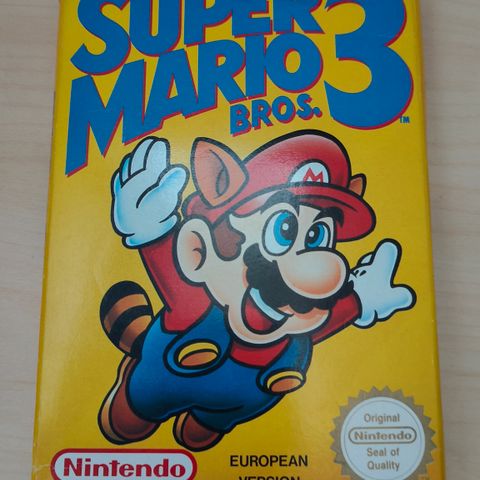 SUPER
MARIO
BROS. 3
TM
M
Original
Nintendo
Seal of
Quality
Nintendo
EUROPEAN
VERSION